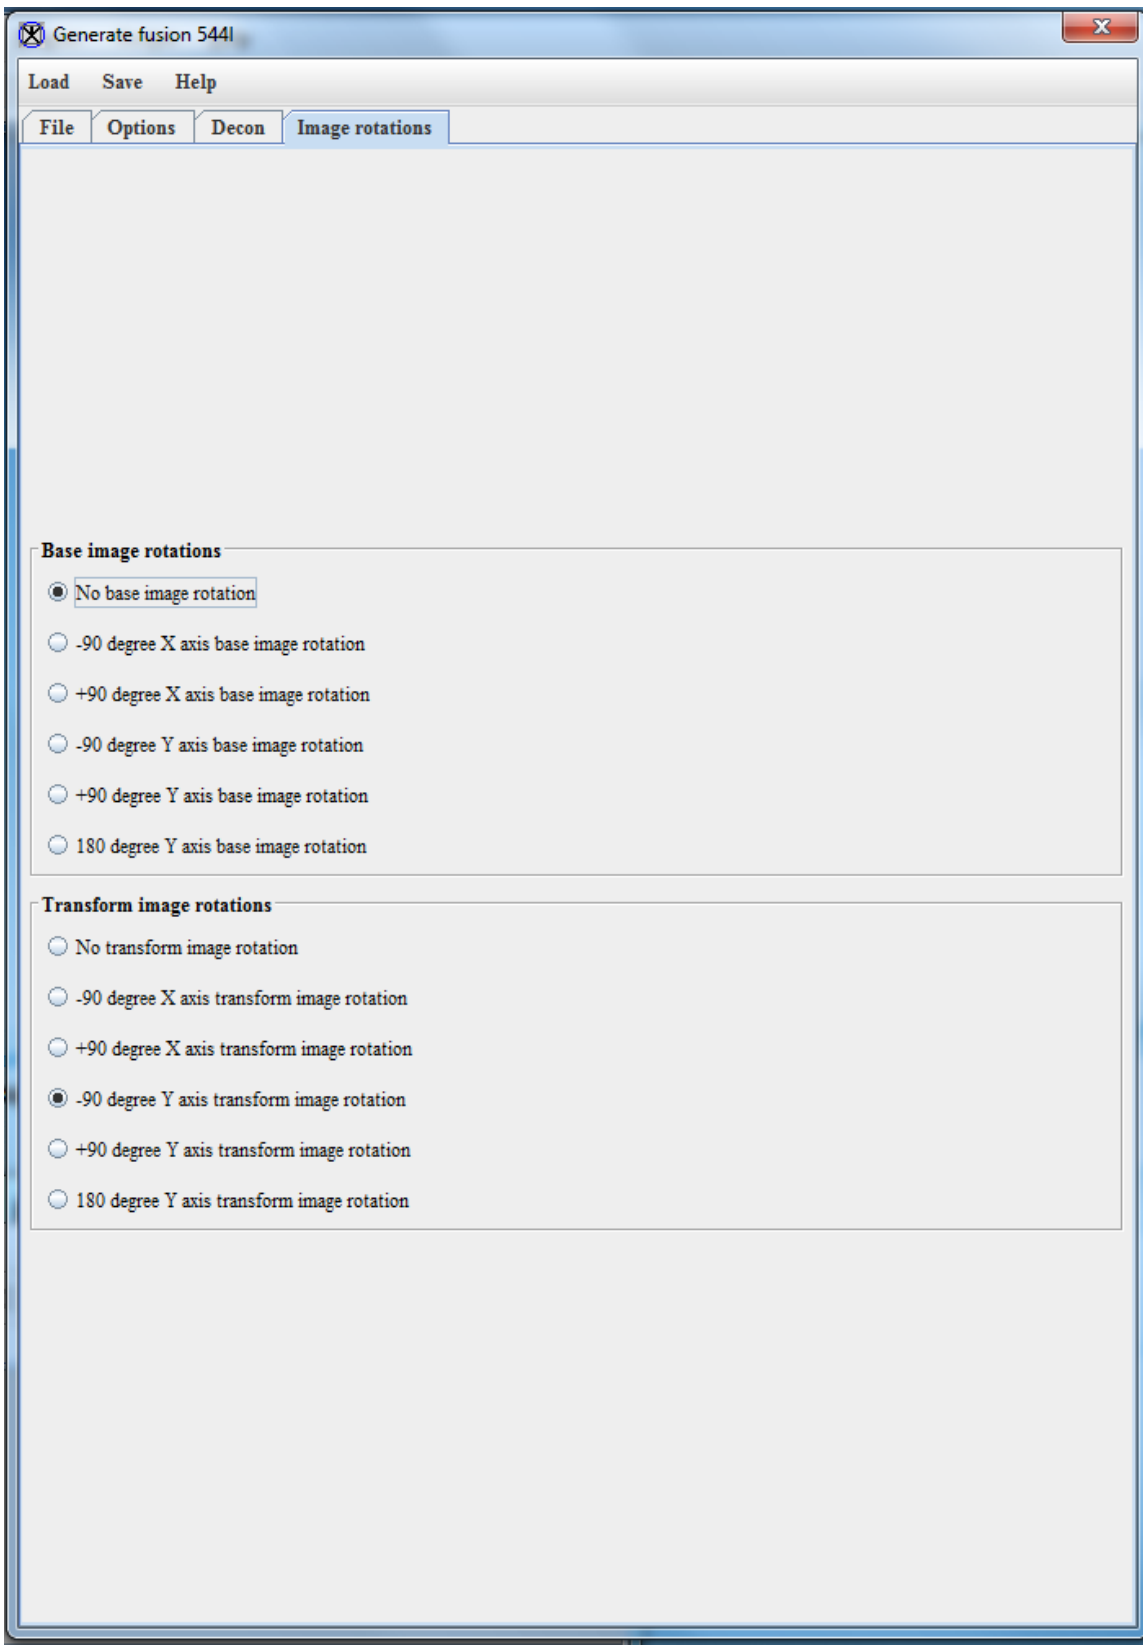 Generate fusion 544l
X
Load Save Help
File Options Decon Image rotations
Base image rotations
No base image rotation
-90 degree X axis base image rotation
+90 degree X axis base image rotation
-90 degree Y axis base image rotation
+90 degree Y axis base image rotation
180 degree Y axis base image rotation
Transform image rotations
No transform image rotation
-90 degree X axis transform image rotation
+90 degree X axis transform image rotation
-90 degree Y axis transform image rotation
+90 degree Y axis transform image rotation
180 degree Y axis transform image rotation